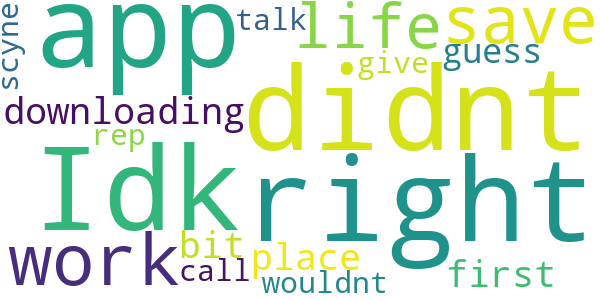 scyne app talk life save
give guess
downloading didnt
rep
Idk right
work bit place
call wouldnt first